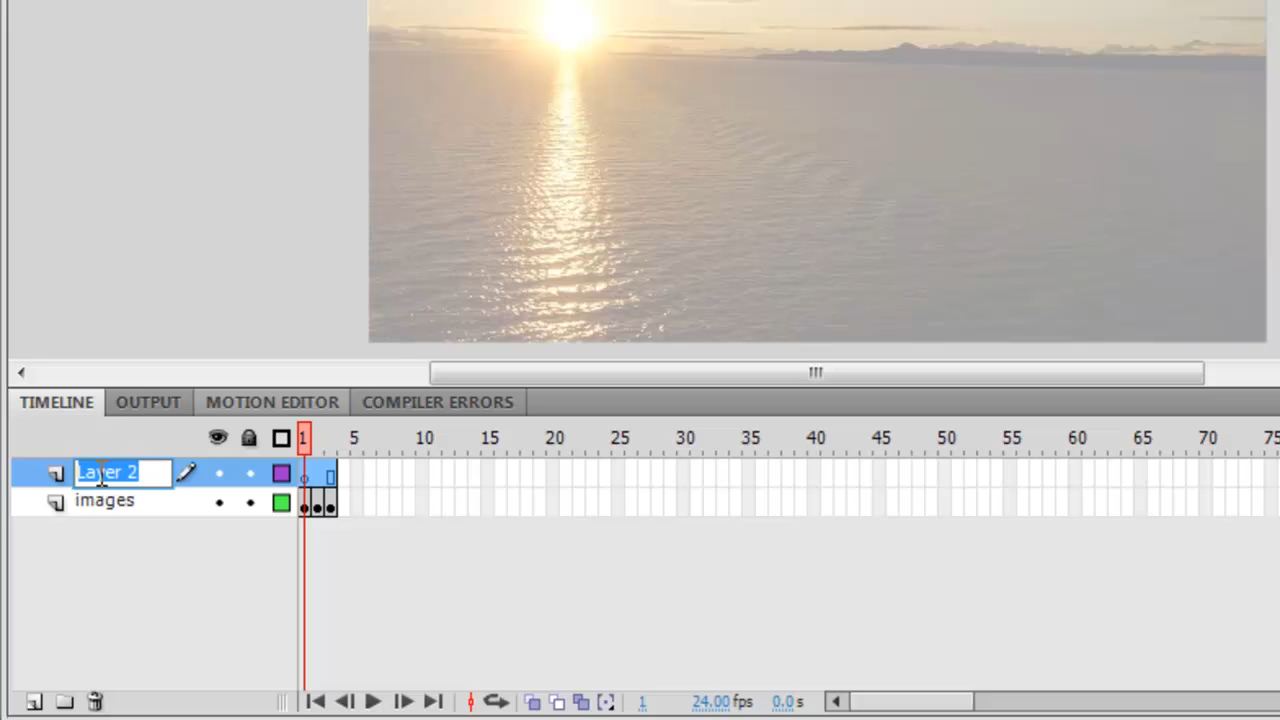 TIMELINE OUTPUT MOTION EDITOR COMPILER ERRORS
1 5 10 15 20 25 30 35 40 45 50 55 60 65 70 75
Layer 2
images
1 24.00 fps 0.0 s